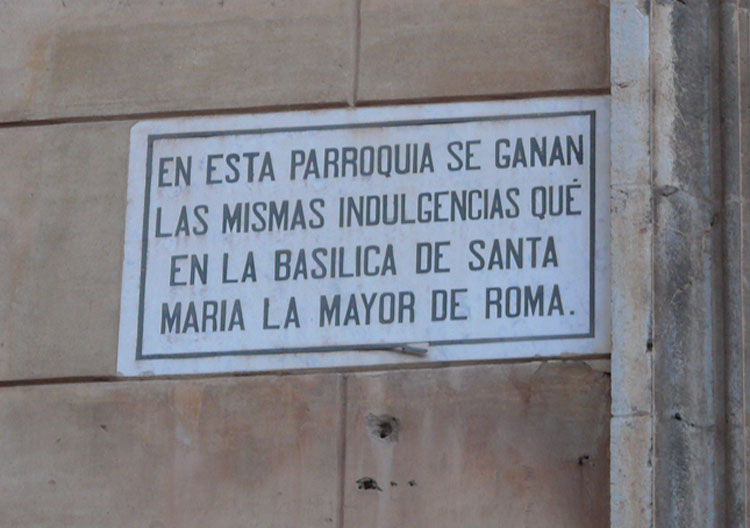 EN ESTA PARROQUIA SE GANAN
LAS MISMAS INDULGENCIAS QUÉ
EN LA BASILICA DE SANTA
MARIA LA MAYOR DE ROMA.